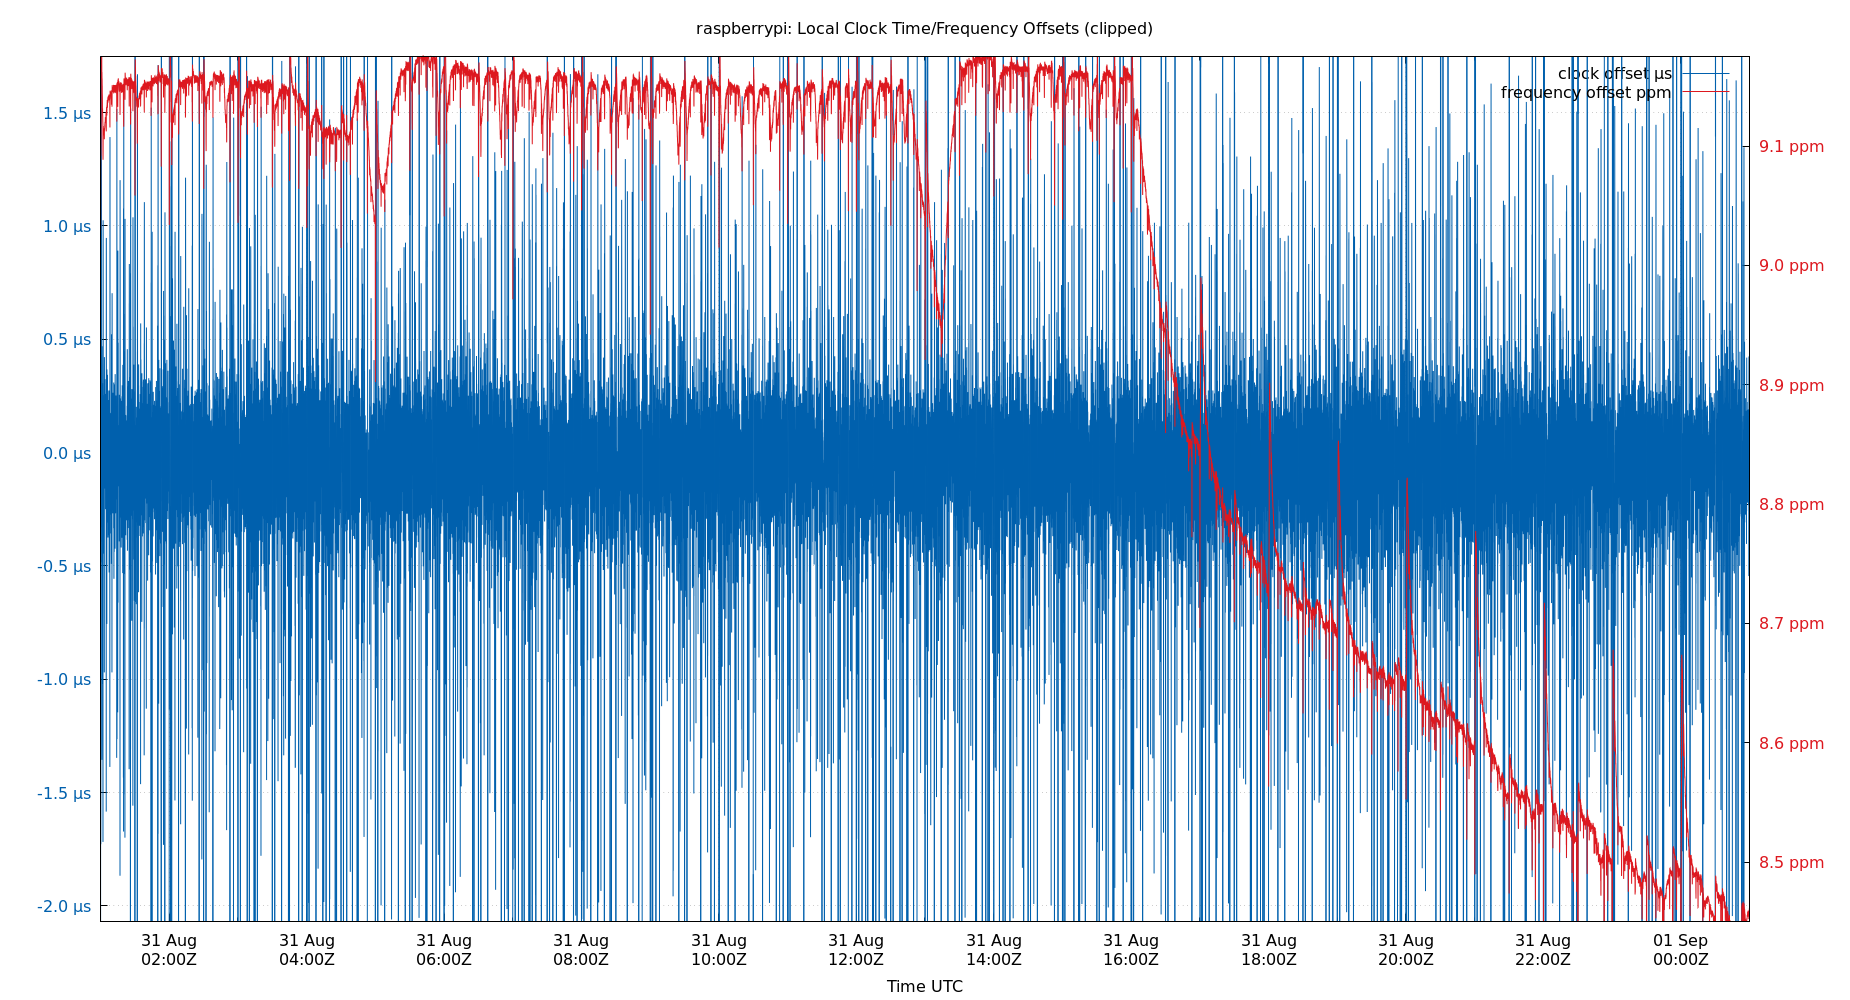 raspberrypi: Local Clock Time/Frequency Offsets (clipped)
clock offset µs
frequency offset ppm
1.5 µs
1.0 µs
0.5 µs
0.0 µs
-0.5 µs
-1.0 µs
-1.5 µs
-2.0 µs
9.1 ppm
9.0 ppm
8.9 ppm
8.8 ppm
8.7 ppm
8.6 ppm
8.5 ppm
31 Aug 31 Aug 31 Aug 31 Aug 31 Aug 31 Aug 31 Aug 31 Aug 31 Aug 31 Aug 31 Aug 01 Sep
02:00Z 04:00Z 06:00Z 08:00Z 10:00Z 12:00Z 14:00Z 16:00Z 18:00Z 20:00Z 22:00Z 00:00Z
Time UTC